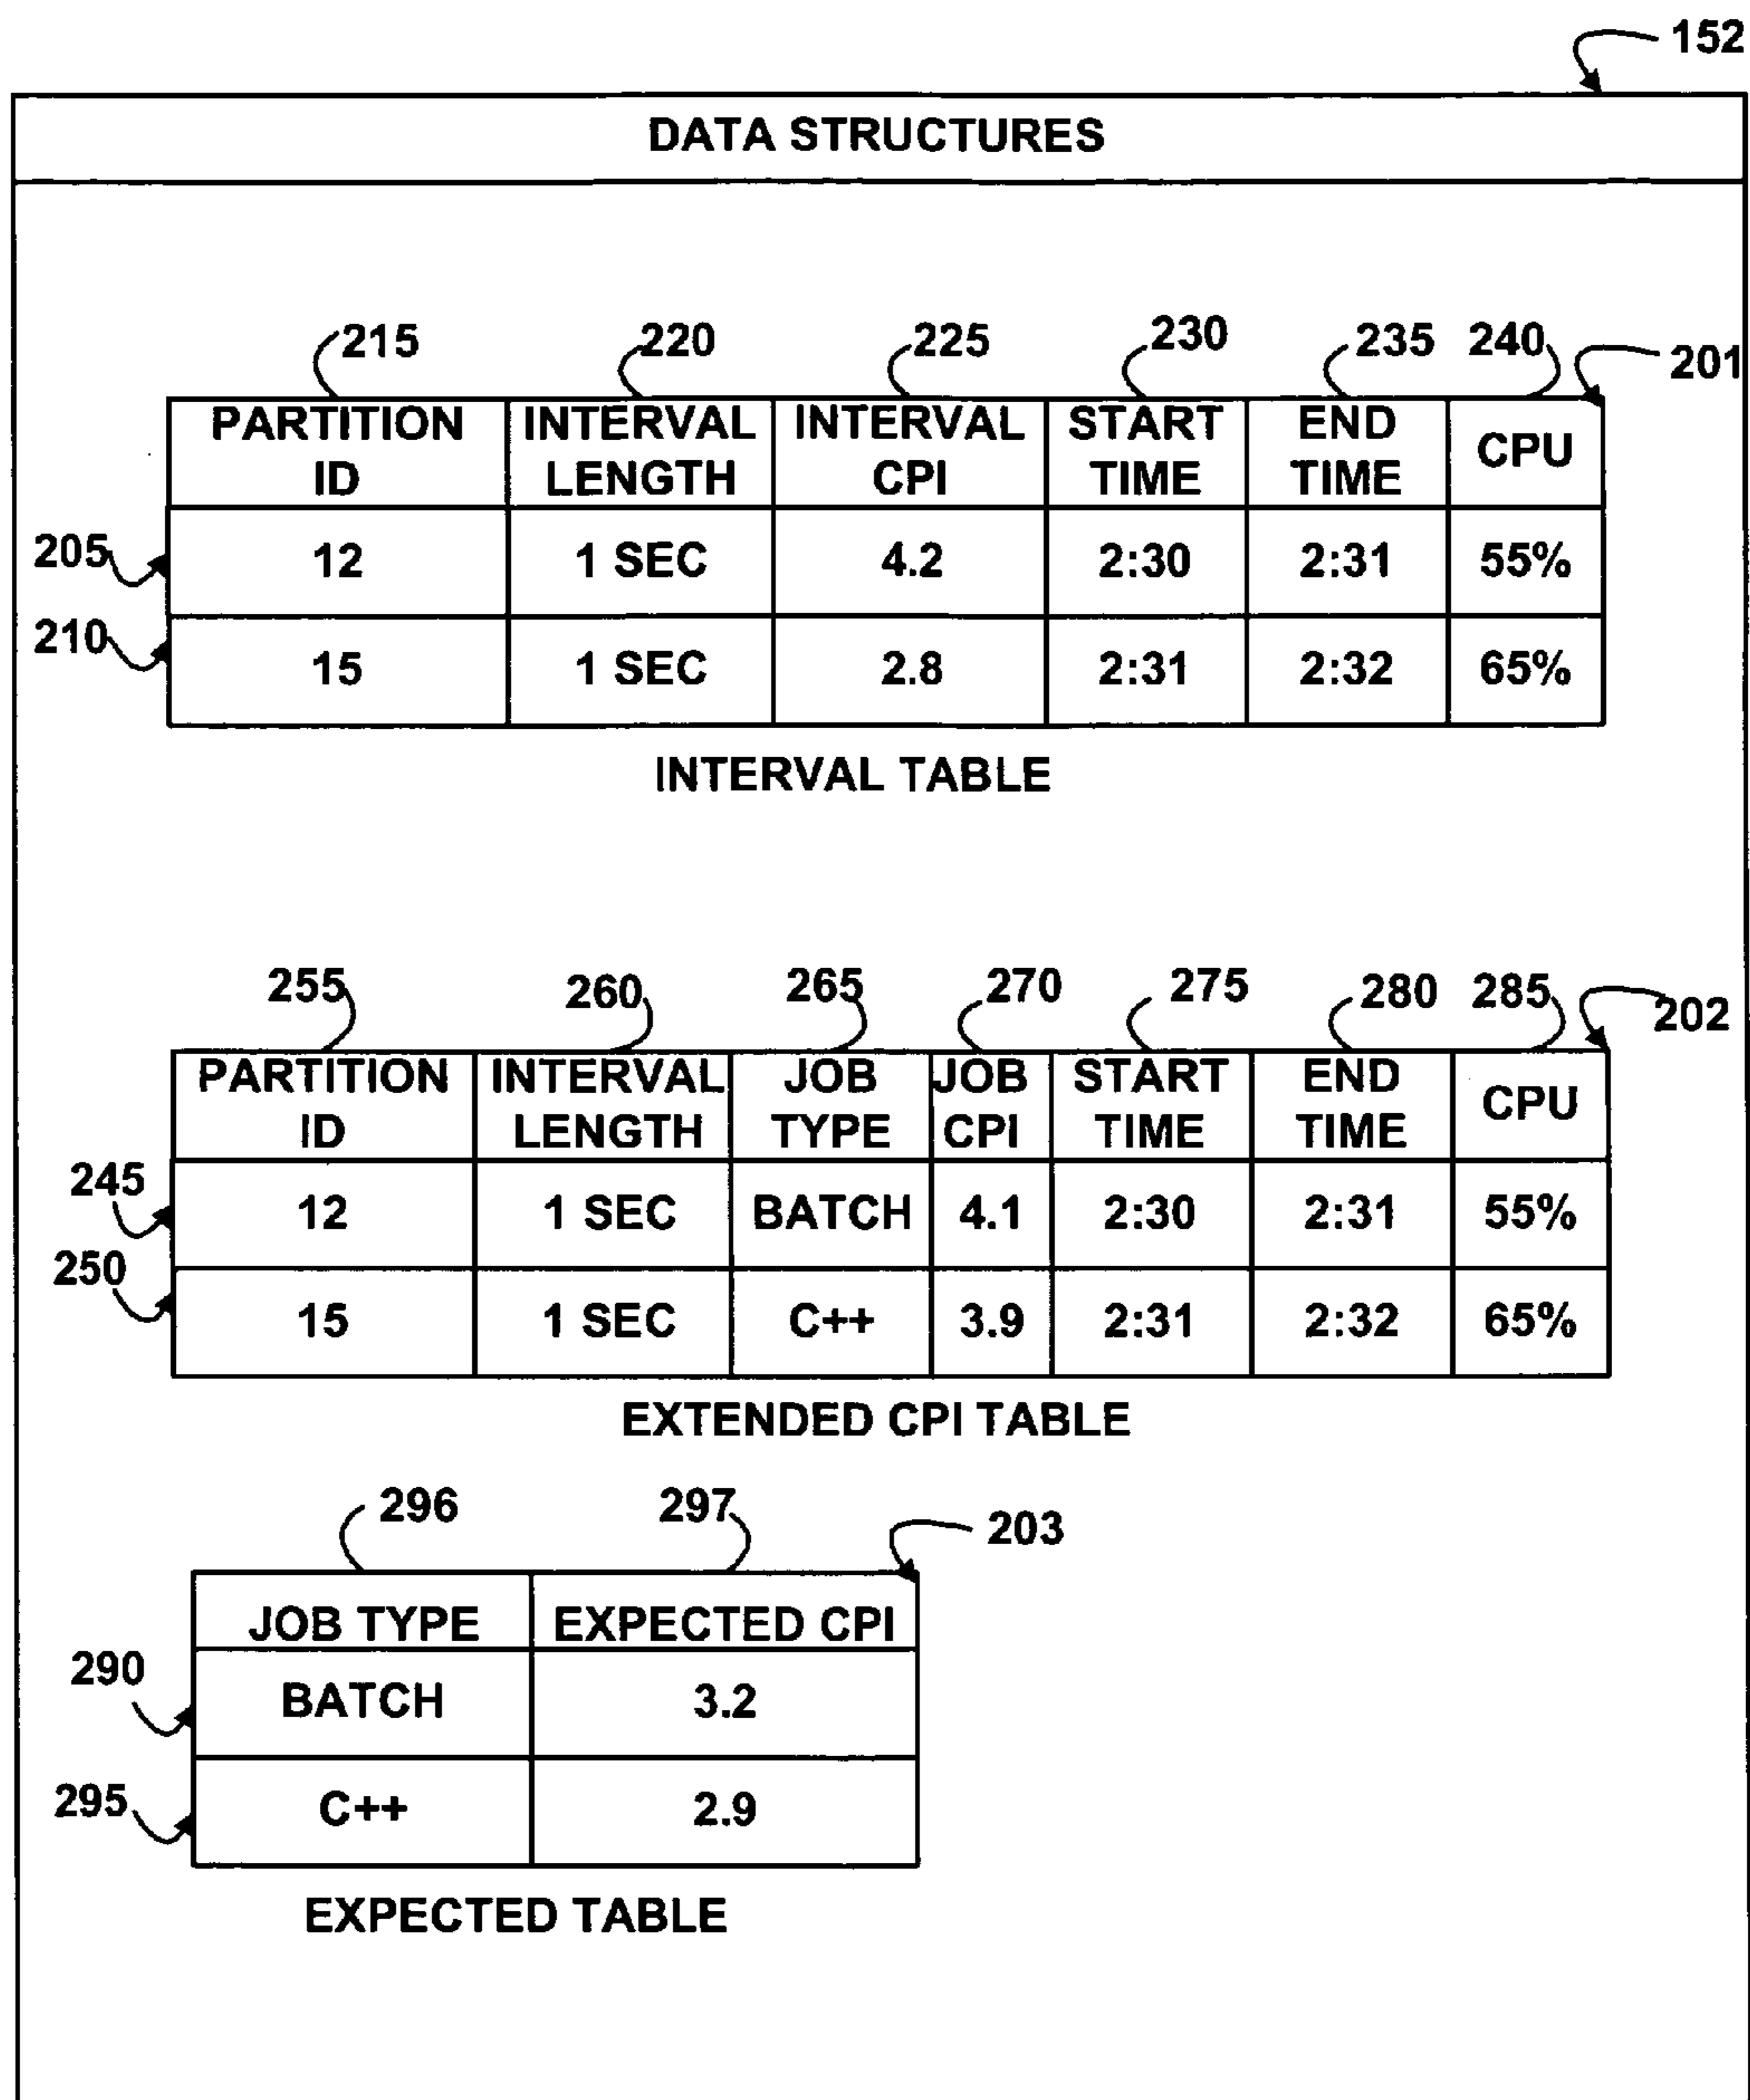 152
DATA STRUCTURES
215 220 225 230 235 240 201
PARTITION ID INTERVAL LENGTH INTERVAL CPI START TIME END TIME CPU
205 12 1 SEC 4.2 2:30 2:31 55%
210 15 1 SEC 2.8 2:31 2:32 65%
INTERVAL TABLE
255 260 265 270 275 280 285 202
PARTITION ID INTERVAL LENGTH JOB TYPE JOB CPI START TIME END TIME CPU
245 12 1 SEC BATCH 4.1 2:30 2:31 55%
250 15 1 SEC C++ 3.9 2:31 2:32 65%
EXTENDED CPI TABLE
296 297 203
JOB TYPE EXPECTED CPI
290 BATCH 3.2
295 C++ 2.9
EXPECTED TABLE